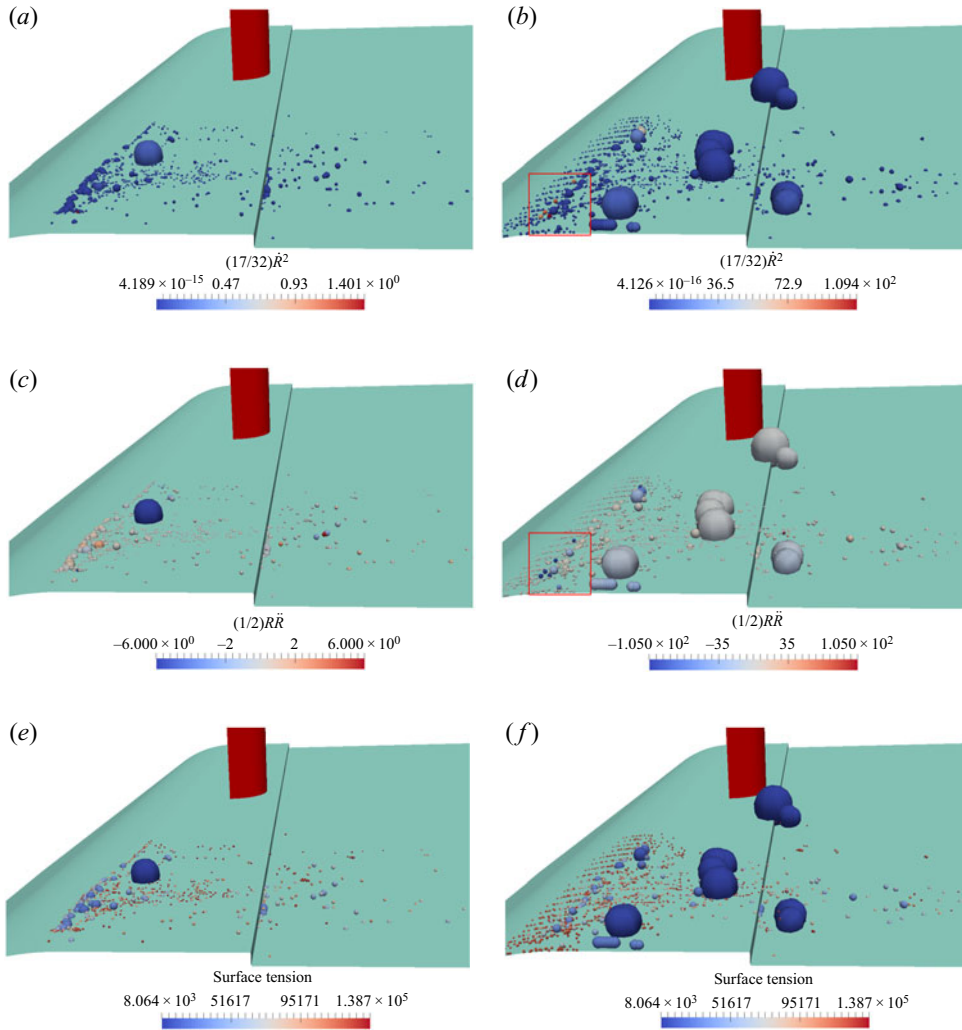 (a) (b)
(17/32)Ṙ² (17/32)Ṙ²
4.189 × 10⁻¹⁵ 0.47 0.93 1.401 × 10⁰ 4.126 × 10⁻¹⁶ 36.5 72.9 1.094 × 10²
(c) (d)
(1/2)RR̈ (1/2)RR̈
−6.000 × 10⁰ −2 2 6.000 × 10⁰ −1.050 × 10² −35 35 1.050 × 10²
(e) (f)
Surface tension Surface tension
8.064 × 10³ 51617 95171 1.387 × 10⁵ 8.064 × 10³ 51617 95171 1.387 × 10⁵